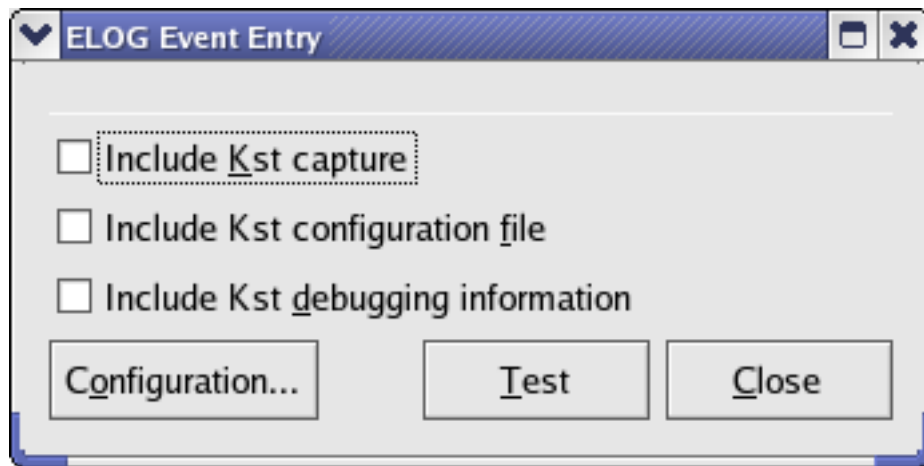 ELOG Event Entry
Include Kst capture
Include Kst configuration file
Include Kst debugging information
Configuration... Test Close